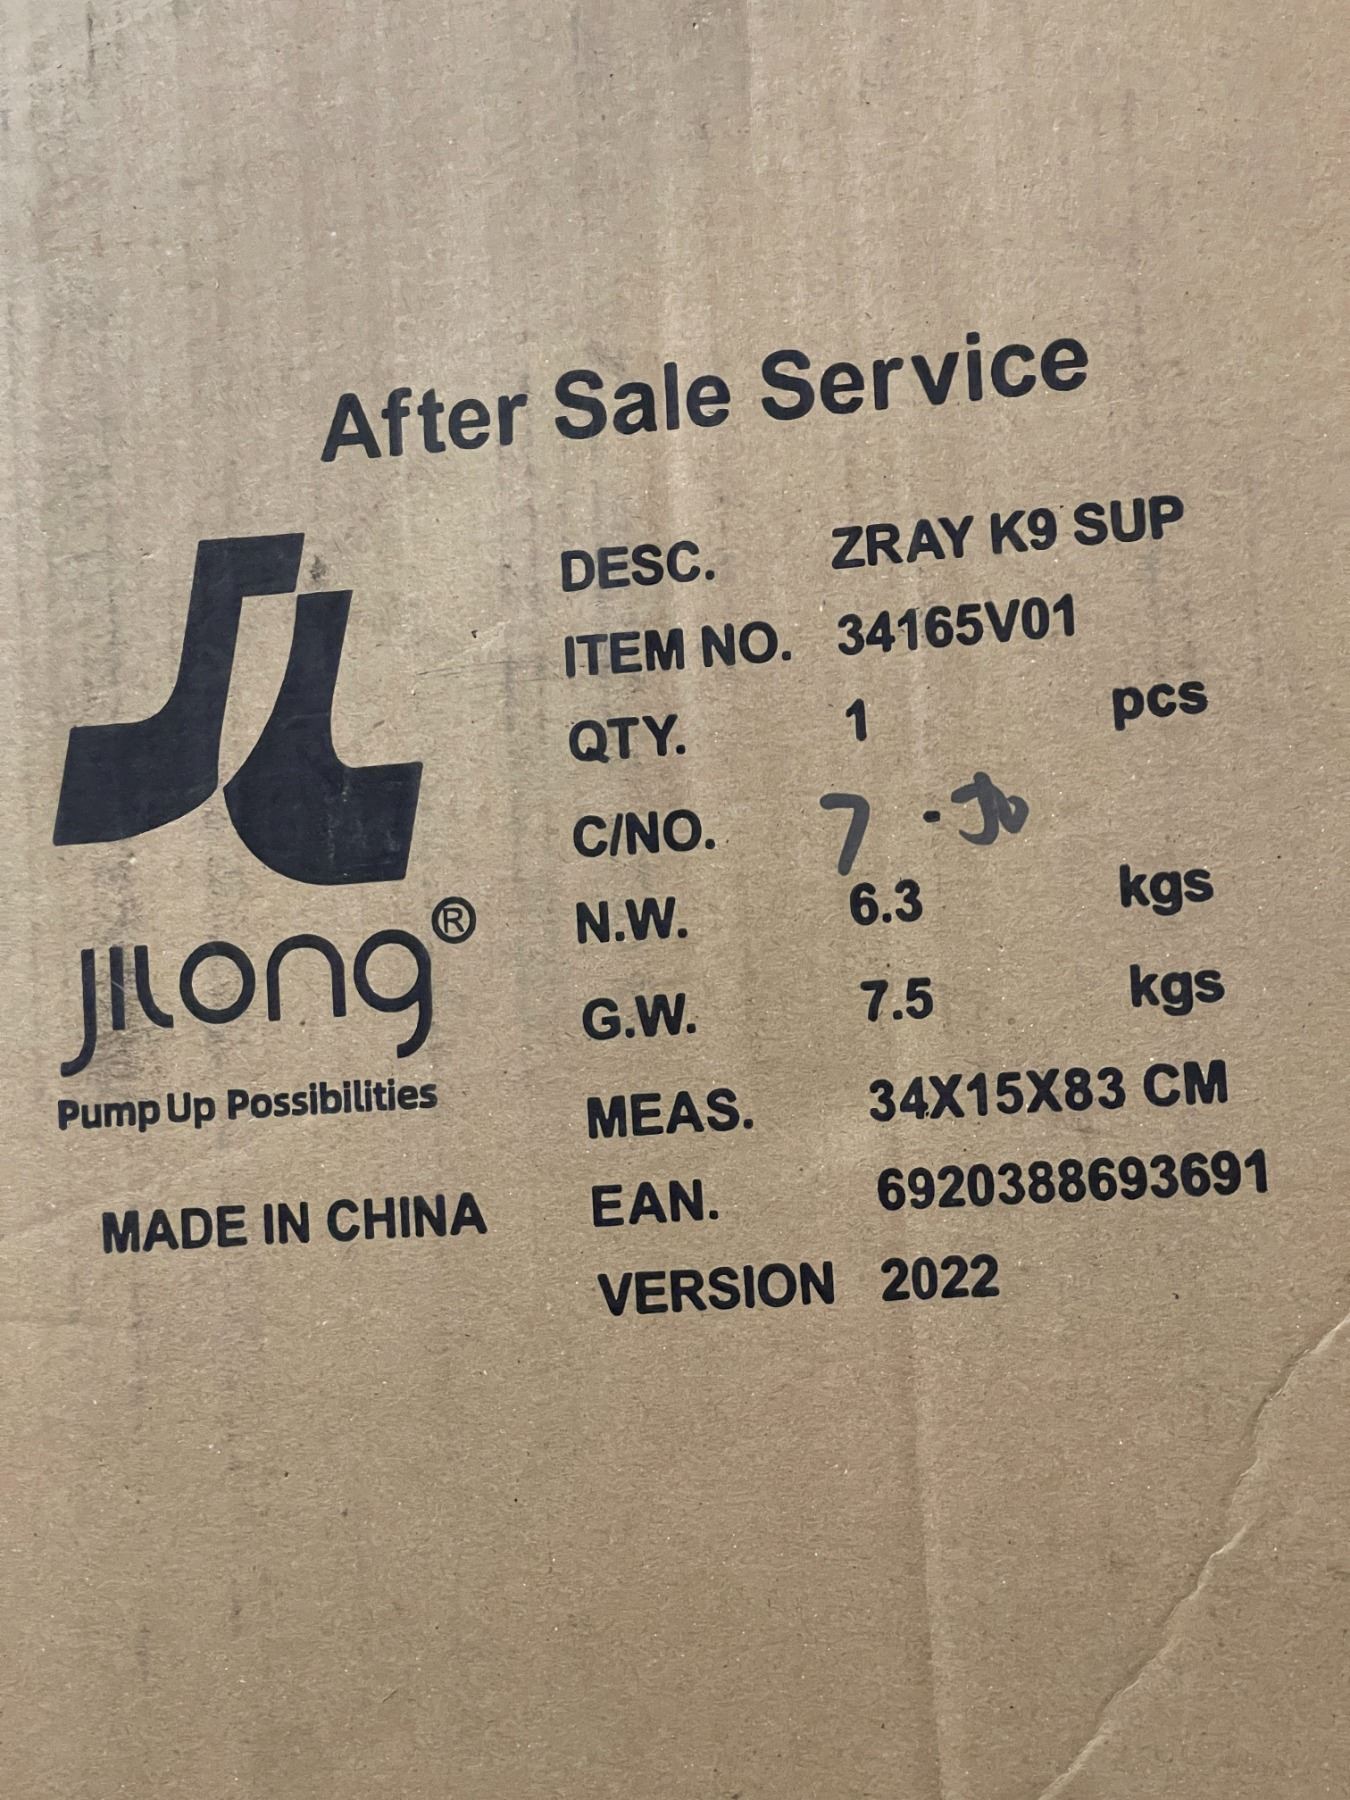 After Sale Service
DESC. ZRAY K9 SUP
ITEM NO. 34165V01
QTY. 1 pcs
C/NO. 7 -
N.W. 6.3 kgs
G.W. 7.5 kgs
MEAS. 34X15X83 CM
EAN. 6920388693691
VERSION 2022
JILONG®
Pump Up Possibilities
MADE IN CHINA